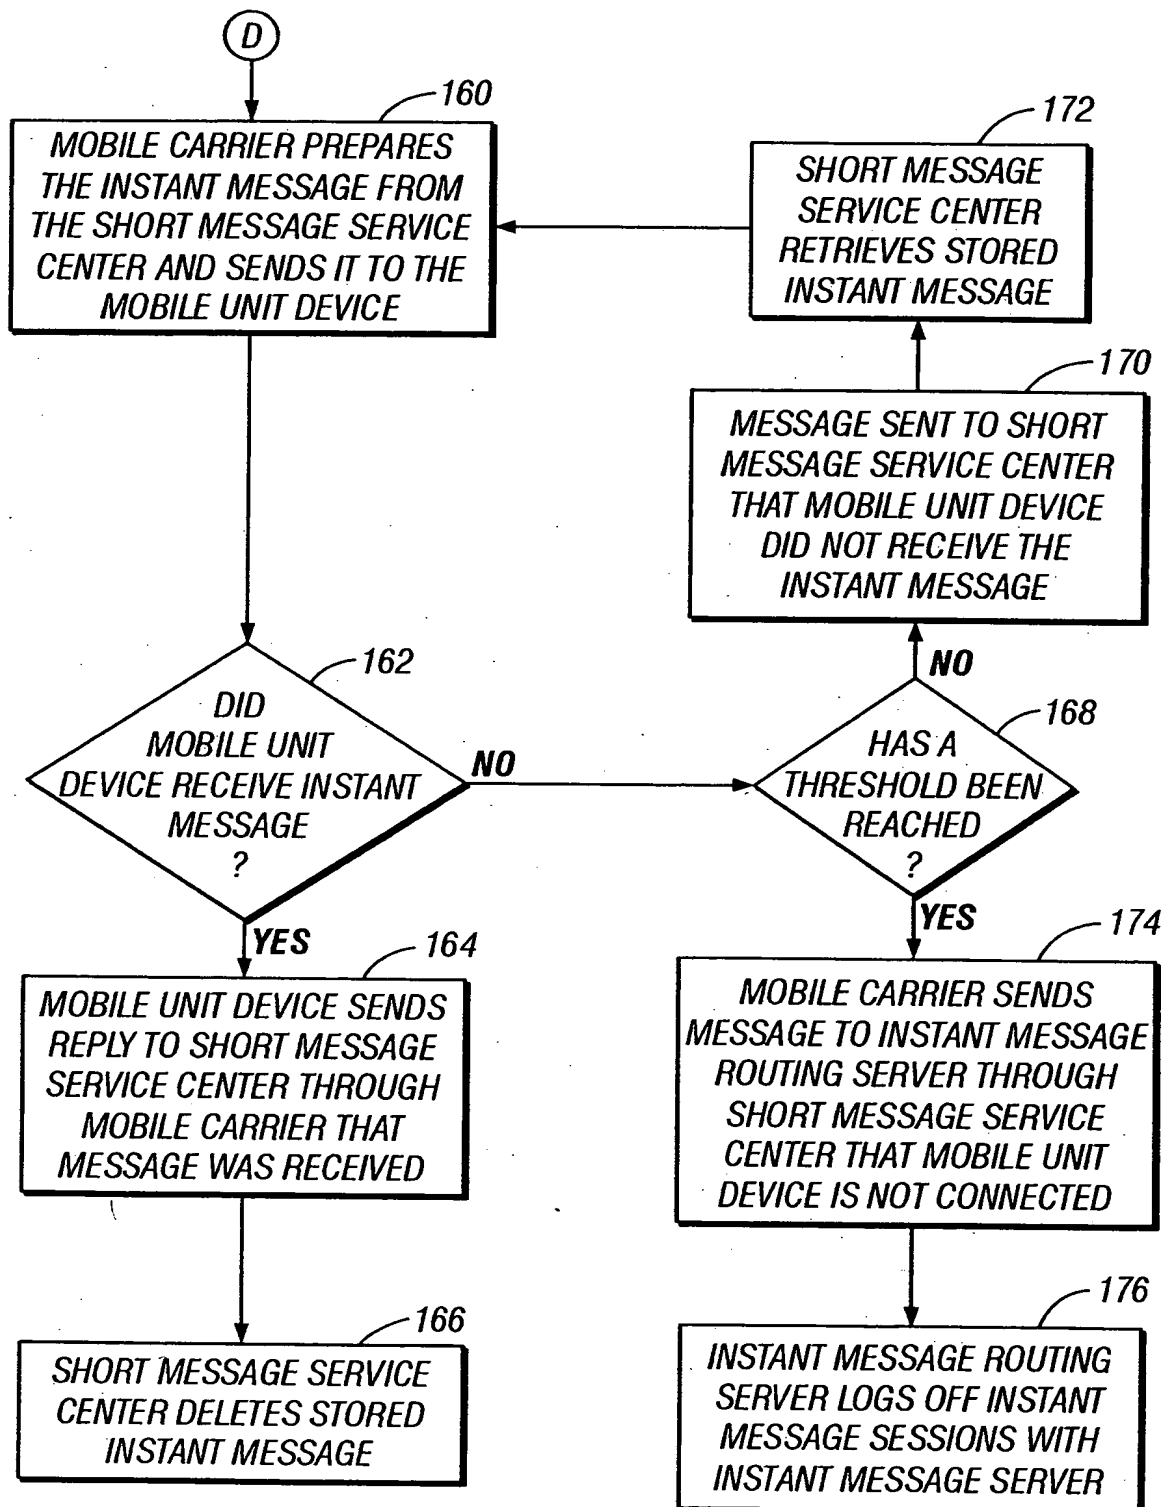 D
160
MOBILE CARRIER PREPARES
THE INSTANT MESSAGE FROM
THE SHORT MESSAGE SERVICE
CENTER AND SENDS IT TO THE
MOBILE UNIT DEVICE
172
SHORT MESSAGE
SERVICE CENTER
RETRIEVES STORED
INSTANT MESSAGE
170
MESSAGE SENT TO SHORT
MESSAGE SERVICE CENTER
THAT MOBILE UNIT DEVICE
DID NOT RECEIVE THE
INSTANT MESSAGE
162
DID
MOBILE UNIT
DEVICE RECEIVE INSTANT
MESSAGE
?
NO
YES
168
HAS A
THRESHOLD BEEN
REACHED
?
NO
YES
164
MOBILE UNIT DEVICE SENDS
REPLY TO SHORT MESSAGE
SERVICE CENTER THROUGH
MOBILE CARRIER THAT
MESSAGE WAS RECEIVED
174
MOBILE CARRIER SENDS
MESSAGE TO INSTANT MESSAGE
ROUTING SERVER THROUGH
SHORT MESSAGE SERVICE
CENTER THAT MOBILE UNIT
DEVICE IS NOT CONNECTED
166
SHORT MESSAGE SERVICE
CENTER DELETES STORED
INSTANT MESSAGE
176
INSTANT MESSAGE ROUTING
SERVER LOGS OFF INSTANT
MESSAGE SESSIONS WITH
INSTANT MESSAGE SERVER